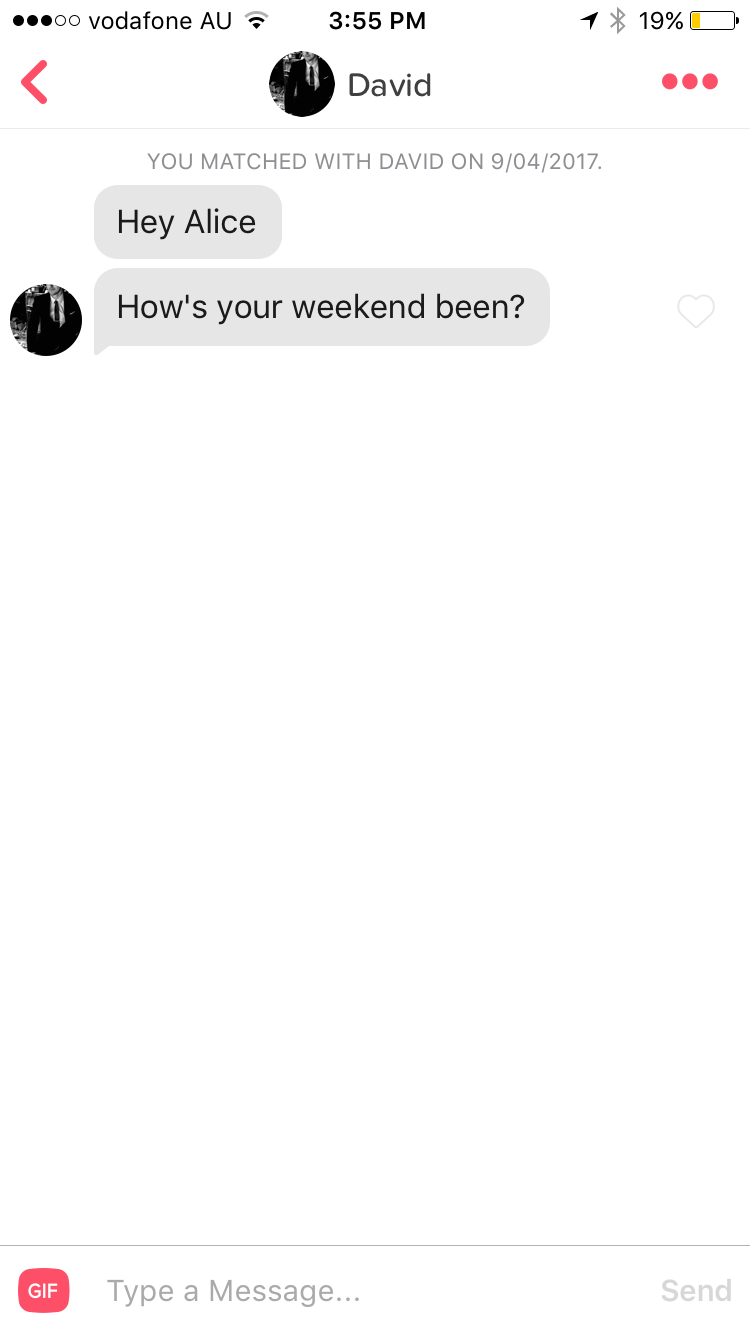 vodafone AU 3:55 PM 19%
David
YOU MATCHED WITH DAVID ON 9/04/2017.
Hey Alice
How's your weekend been?
GIF Type a Message... Send